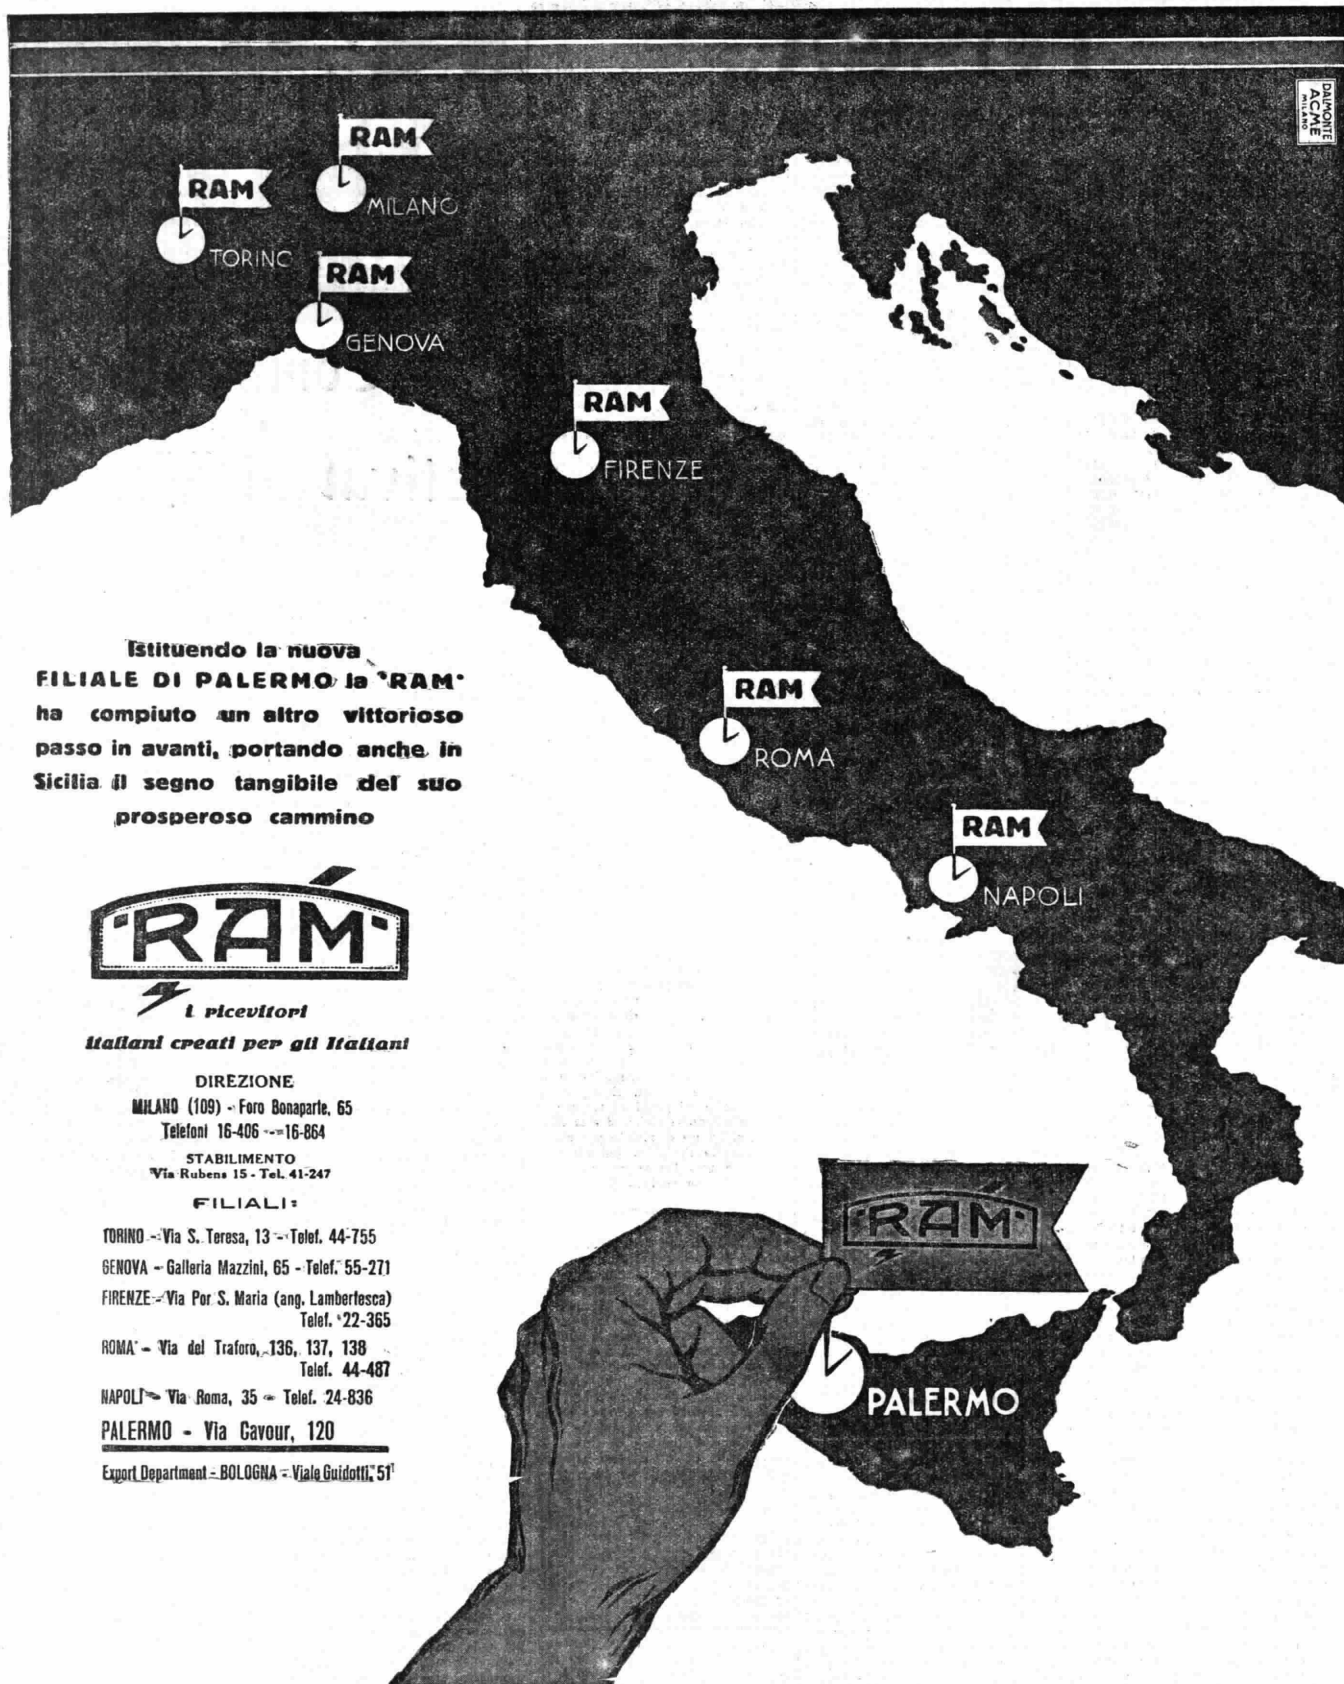 DALMONTE
ACME
MILANO
RAM
MILANO
RAM
TORINO
RAM
GENOVA
RAM
FIRENZE
RAM
ROMA
RAM
NAPOLI
Istituendo la nuova
FILIALE DI PALERMO la "RAM"
ha compiuto un altro vittorioso
passo in avanti, portando anche in
Sicilia il segno tangibile del suo
prosperoso cammino
"RAM"
i ricevitori
italiani creati per gli Italiani
DIREZIONE
MILANO (109) - Foro Bonaparte, 65
Telefoni 16-406 - 16-864
STABILIMENTO
Via Rubens 15 - Tel. 41-247
FILIALI:
TORINO - Via S. Teresa, 13 - Telef. 44-755
GENOVA - Galleria Mazzini, 65 - Telef. 55-271
FIRENZE - Via Por S. Maria (ang. Lambertesca)
Telef. 22-365
ROMA - Via del Traforo, 136, 137, 138
Telef. 44-487
NAPOLI - Via Roma, 35 - Telef. 24-836
PALERMO - Via Cavour, 120
Export Department - BOLOGNA - Viale Guidotti, 51
"RAM"
PALERMO